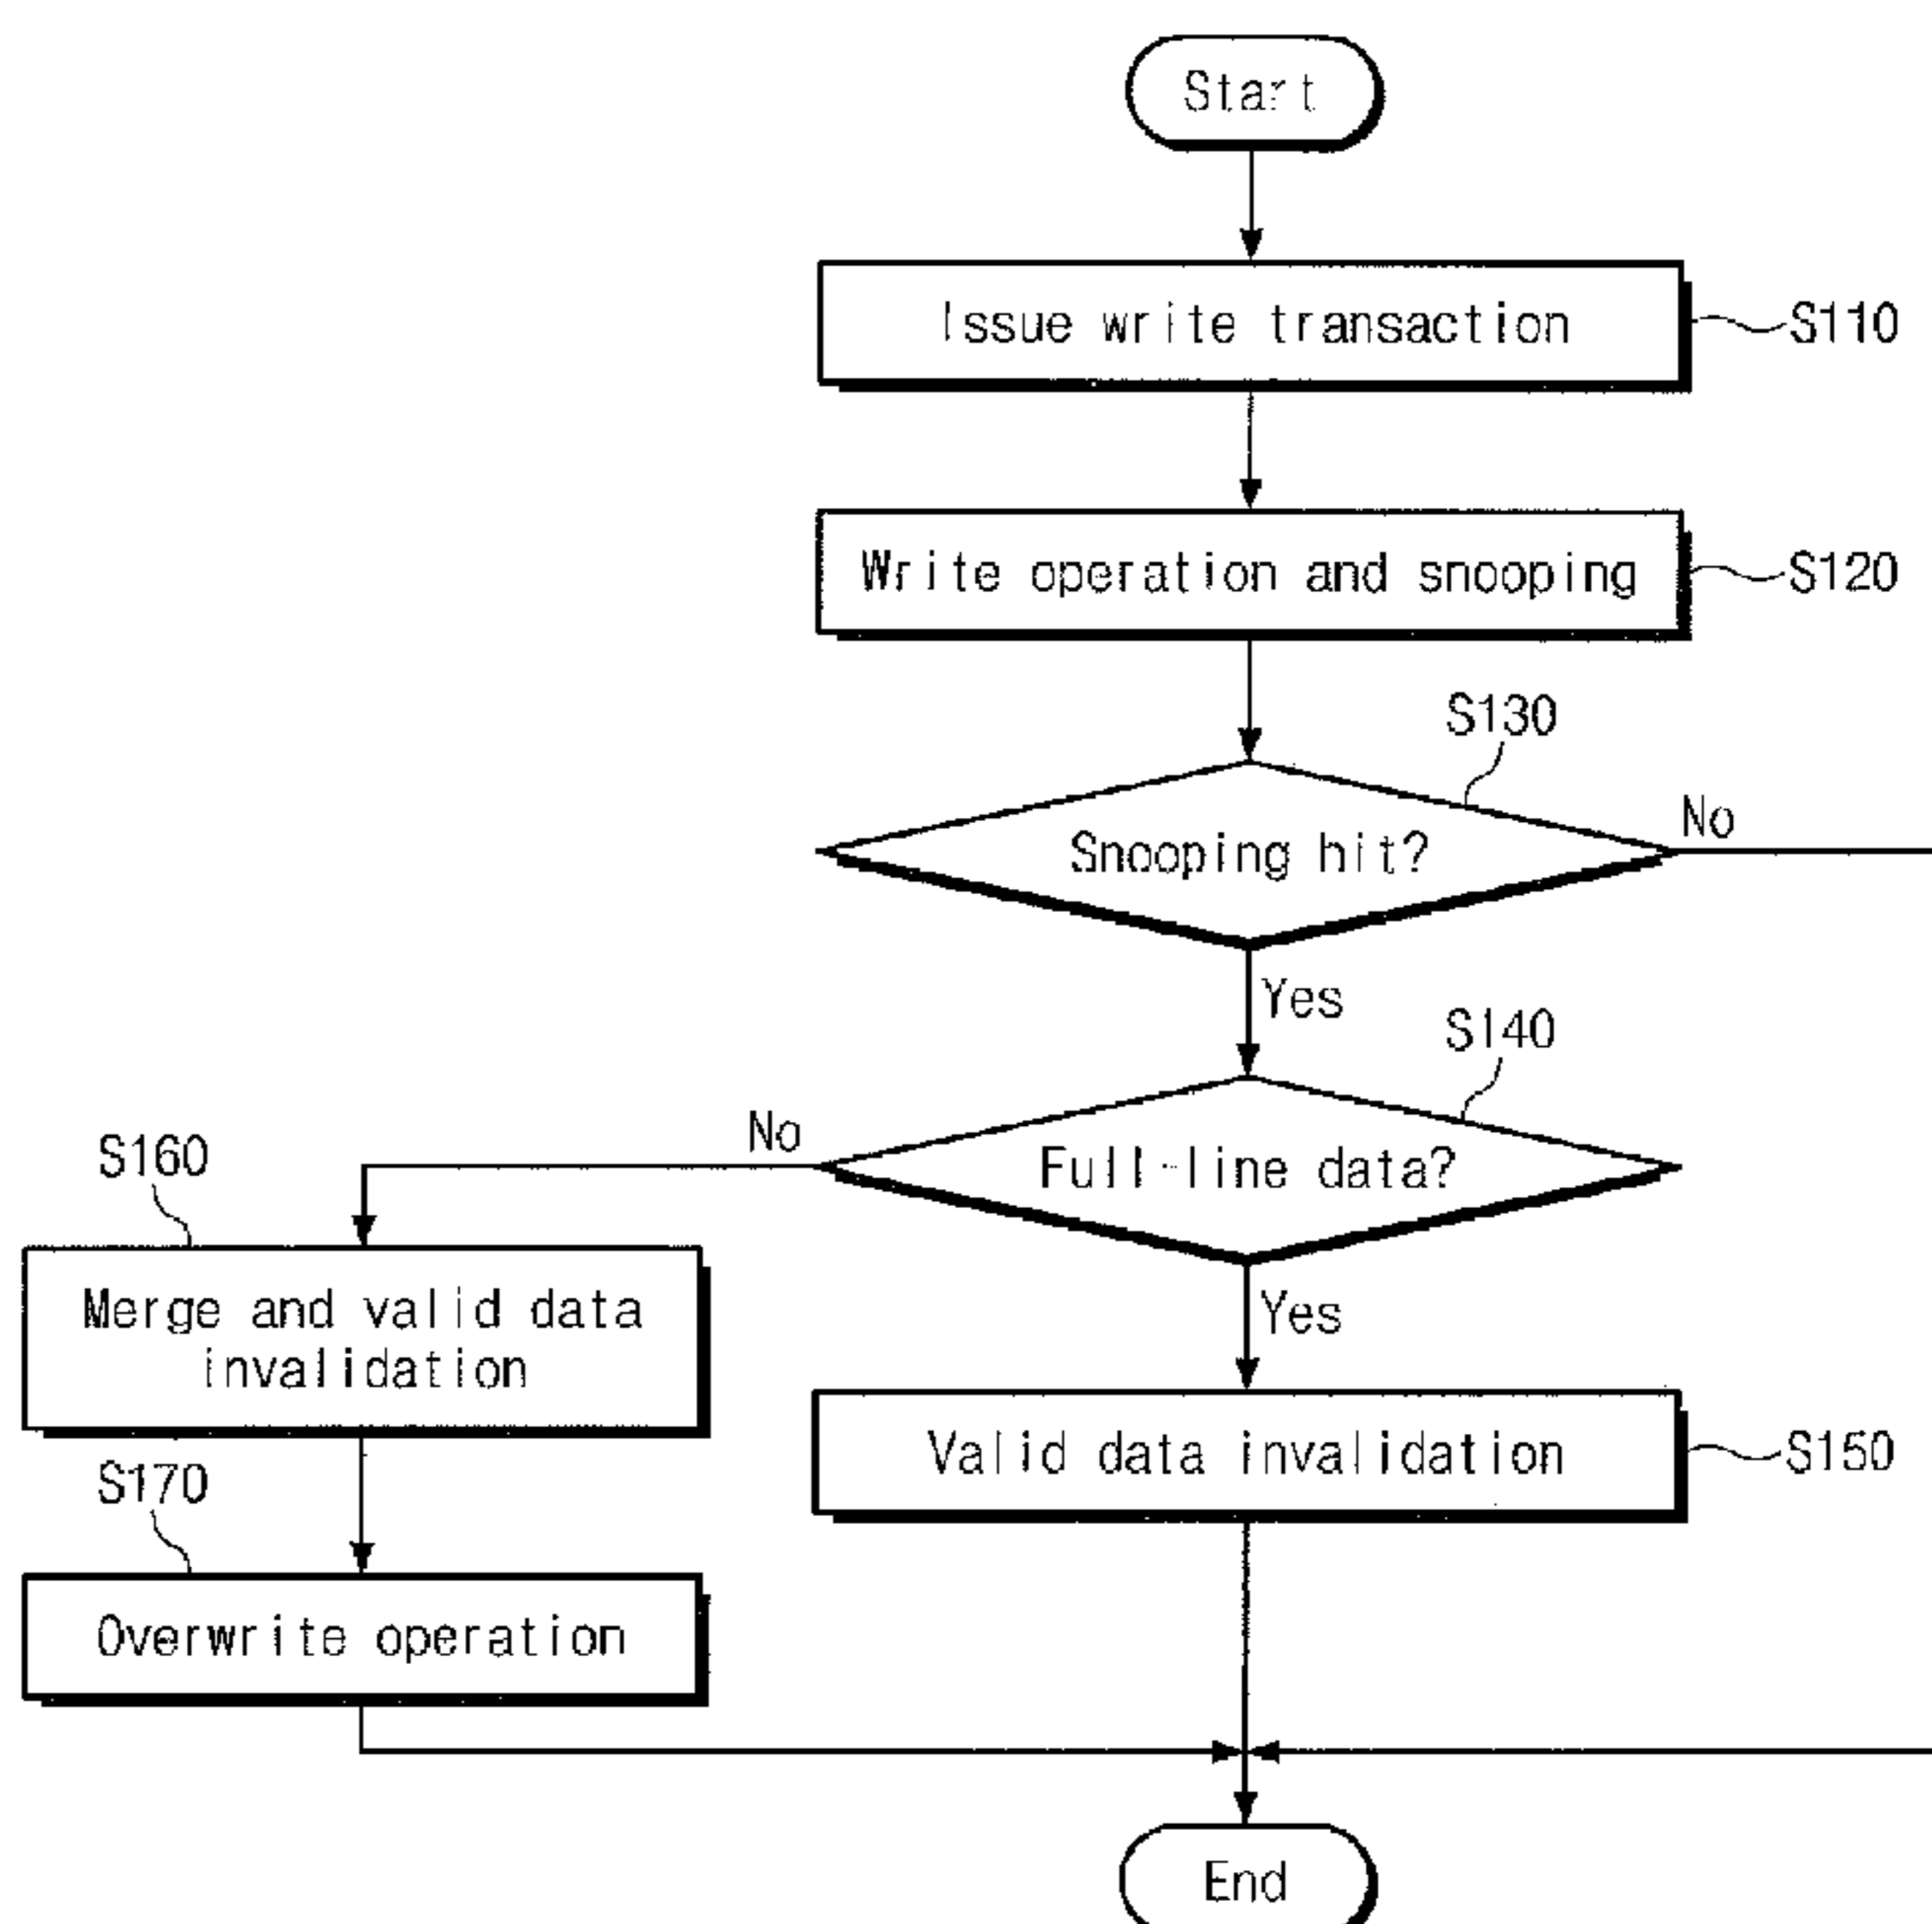 Start
Issue write transaction
S110
Write operation and snooping
S120
S130
Snooping hit?
No
Yes
S140
Full-line data?
No
Yes
S160
Merge and valid data
invalidation
Valid data invalidation
S150
S170
Overwrite operation
End